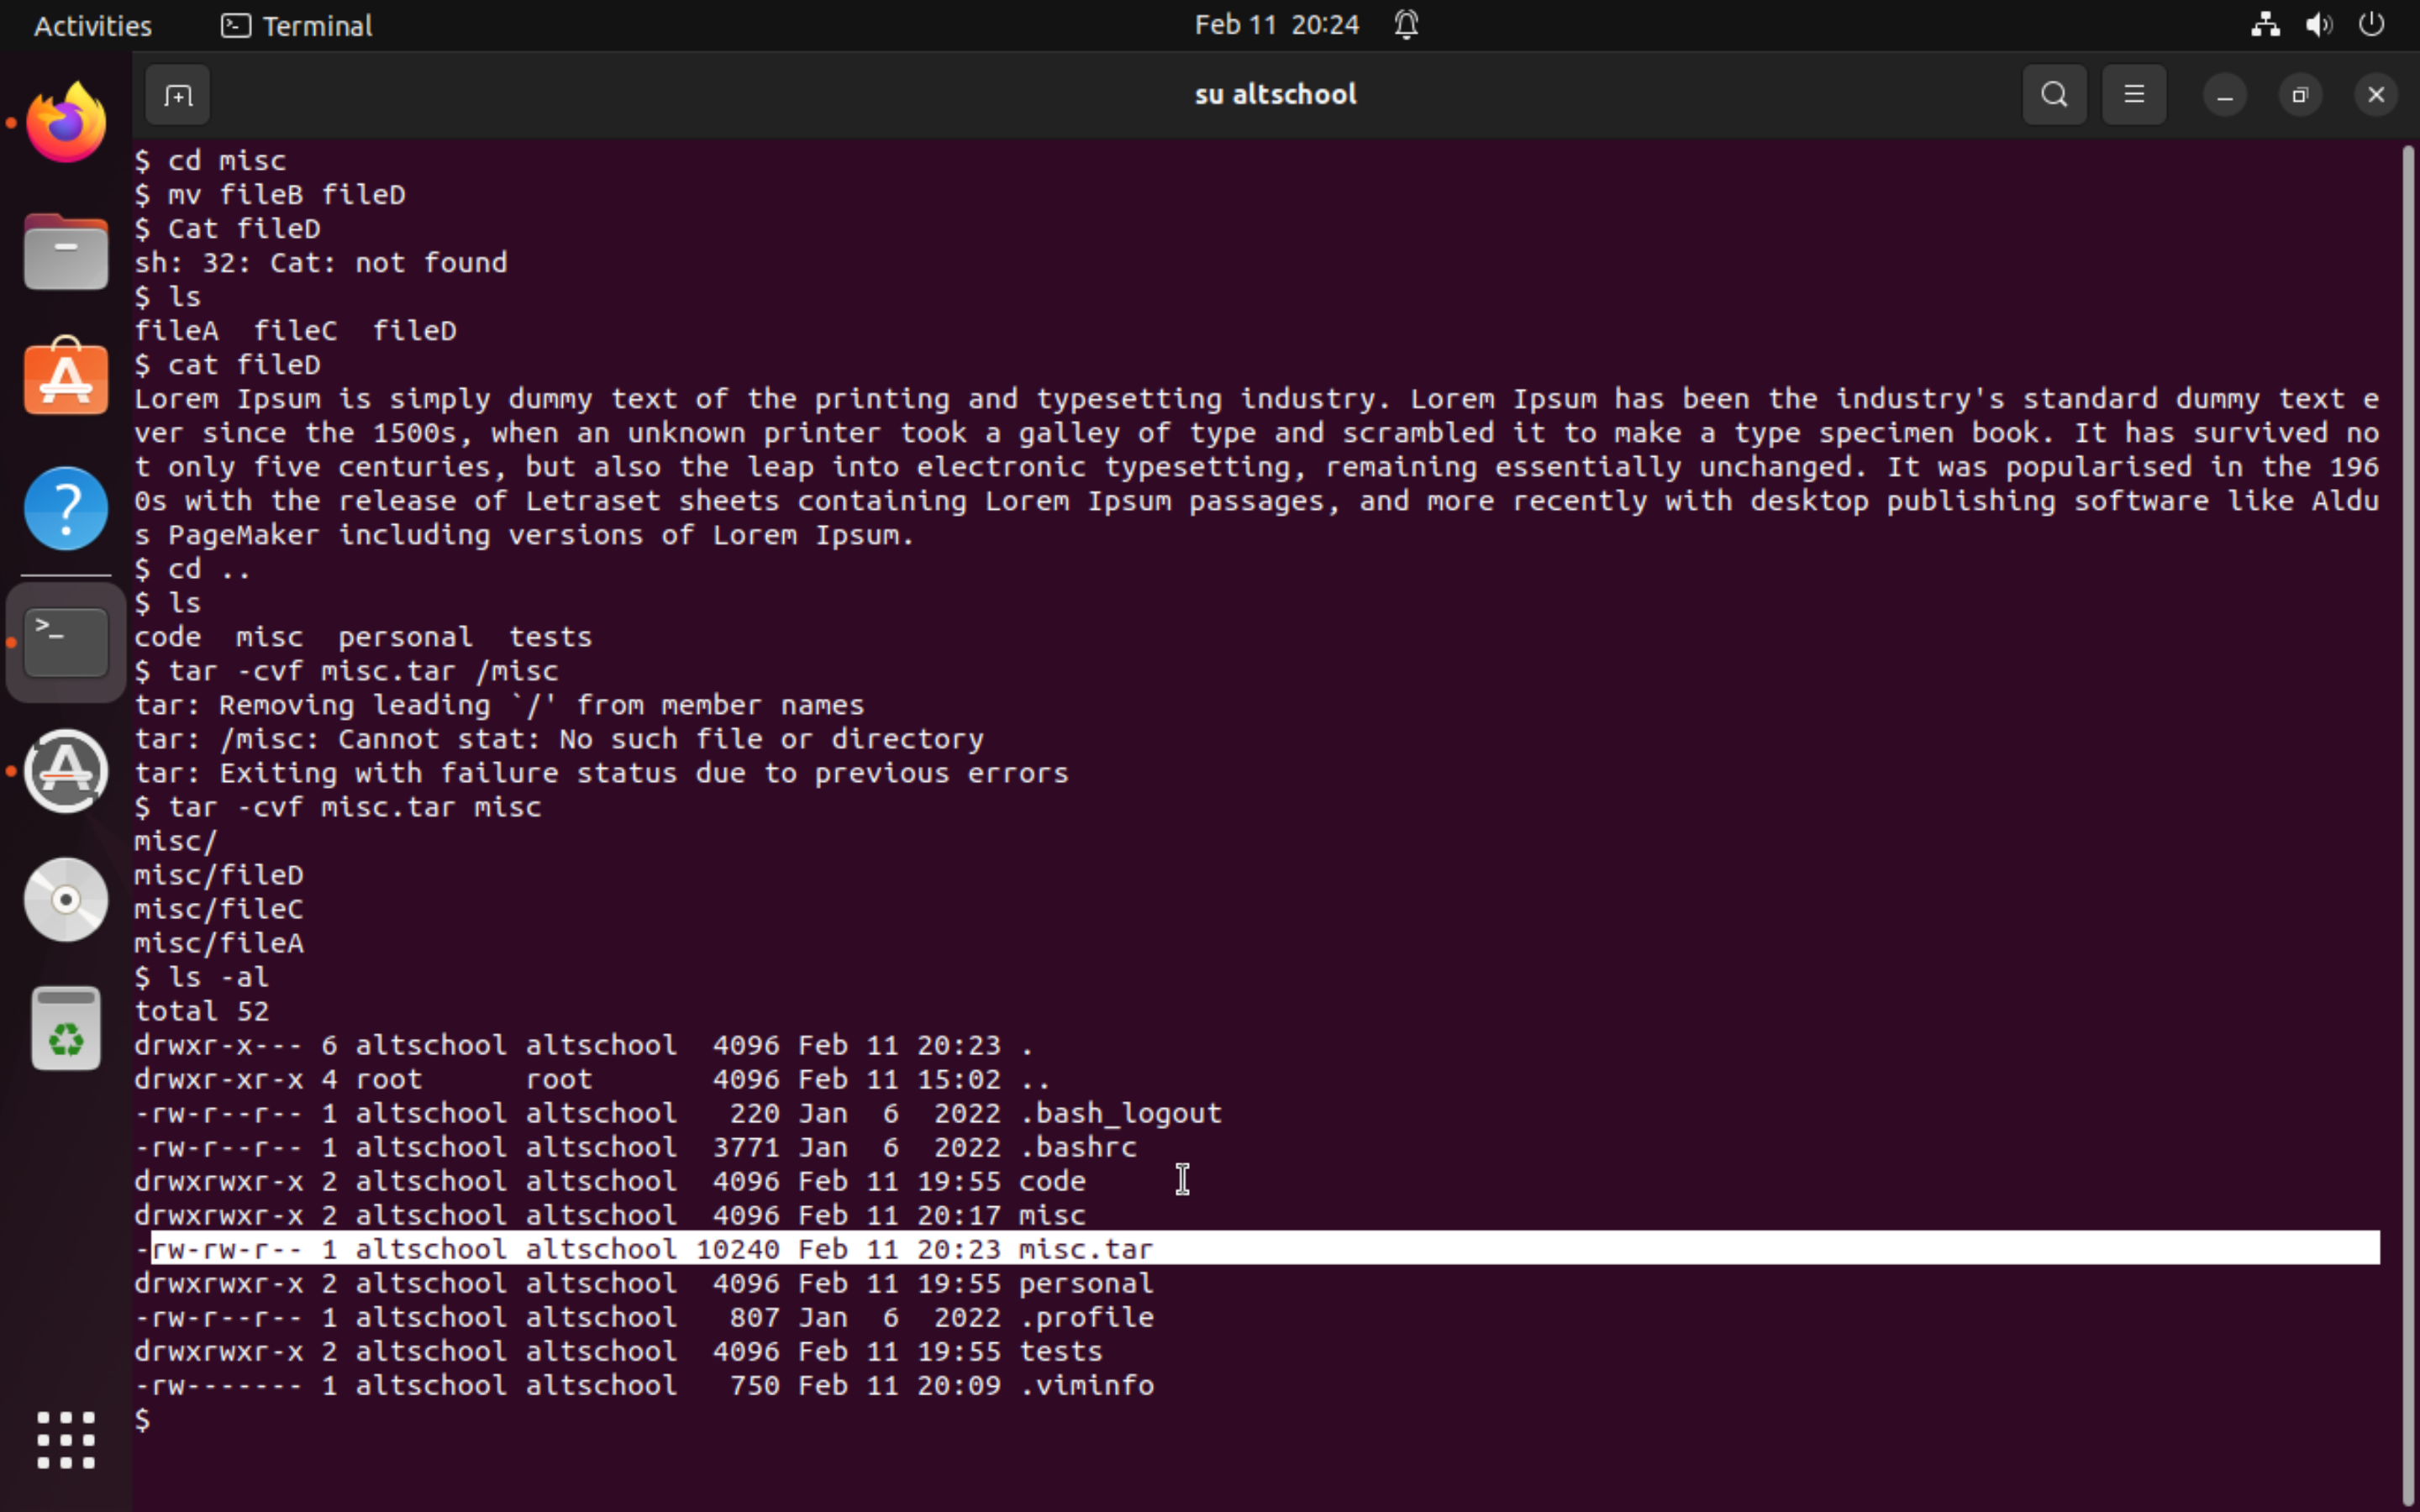 Activities Terminal Feb 11 20:24
su altschool
$ cd misc
$ mv fileB fileD
$ Cat fileD
sh: 32: Cat: not found
$ ls
fileA  fileC  fileD
$ cat fileD
Lorem Ipsum is simply dummy text of the printing and typesetting industry. Lorem Ipsum has been the industry's standard dummy text e
ver since the 1500s, when an unknown printer took a galley of type and scrambled it to make a type specimen book. It has survived no
t only five centuries, but also the leap into electronic typesetting, remaining essentially unchanged. It was popularised in the 196
0s with the release of Letraset sheets containing Lorem Ipsum passages, and more recently with desktop publishing software like Aldu
s PageMaker including versions of Lorem Ipsum.
$ cd ..
$ ls
code  misc  personal  tests
$ tar -cvf misc.tar /misc
tar: Removing leading `/' from member names
tar: /misc: Cannot stat: No such file or directory
tar: Exiting with failure status due to previous errors
$ tar -cvf misc.tar misc
misc/
misc/fileD
misc/fileC
misc/fileA
$ ls -al
total 52
drwxr-x--- 6 altschool altschool  4096 Feb 11 20:23 .
drwxr-xr-x 4 root      root       4096 Feb 11 15:02 ..
-rw-r--r-- 1 altschool altschool   220 Jan  6  2022 .bash_logout
-rw-r--r-- 1 altschool altschool  3771 Jan  6  2022 .bashrc
drwxrwxr-x 2 altschool altschool  4096 Feb 11 19:55 code
drwxrwxr-x 2 altschool altschool  4096 Feb 11 20:17 misc
-rw-rw-r-- 1 altschool altschool 10240 Feb 11 20:23 misc.tar
drwxrwxr-x 2 altschool altschool  4096 Feb 11 19:55 personal
-rw-r--r-- 1 altschool altschool   807 Jan  6  2022 .profile
drwxrwxr-x 2 altschool altschool  4096 Feb 11 19:55 tests
-rw------- 1 altschool altschool   750 Feb 11 20:09 .viminfo
$